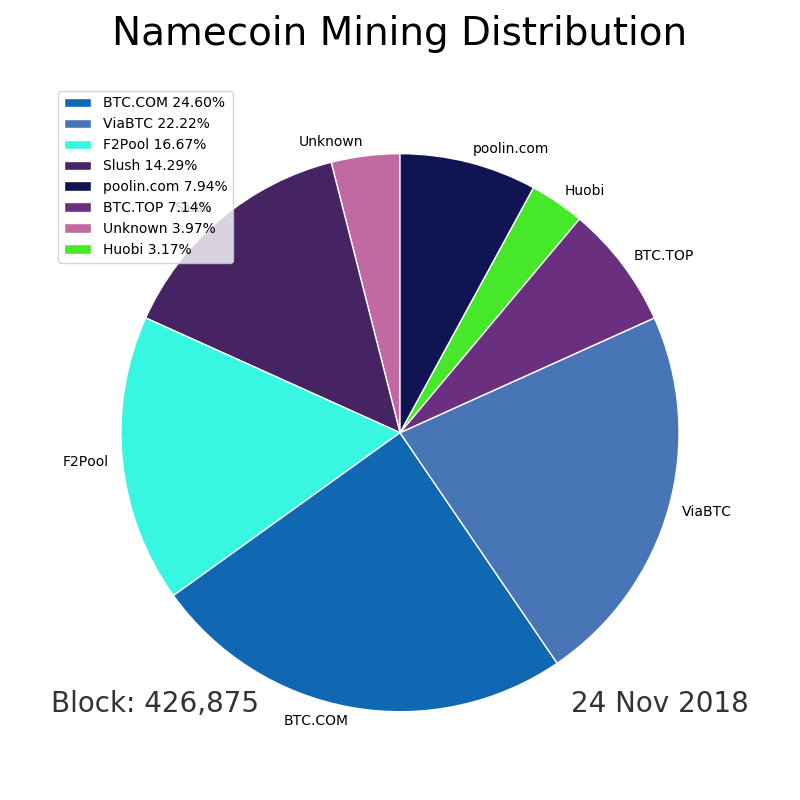 Namecoin Mining Distribution
BTC.COM 24.60%
ViaBTC 22.22%
F2Pool 16.67%
Slush 14.29%
poolin.com 7.94%
BTC.TOP 7.14%
Unknown 3.97%
Huobi 3.17%
Unknown
poolin.com
Huobi
BTC.TOP
F2Pool
ViaBTC
BTC.COM
Block: 426,875
24 Nov 2018